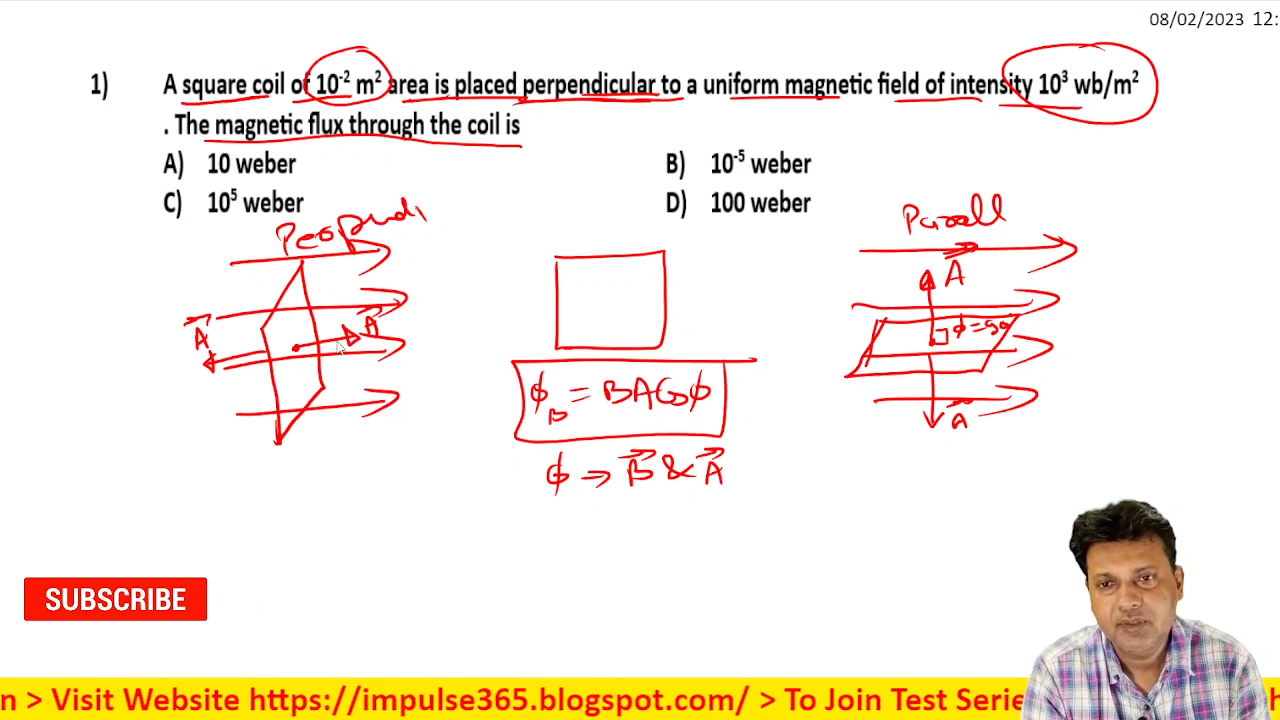 08/02/2023 12:
1) A square coil of 10⁻² m² area is placed perpendicular to a uniform magnetic field of intensity 10³ wb/m²
. The magnetic flux through the coil is
A) 10 weber B) 10⁻⁵ weber
C) 10⁵ weber D) 100 weber
Perpendi
Parall
A
A
A
ϕ=90
A
ϕB = BA Cos ϕ
ϕ → B & A
SUBSCRIBE
n > Visit Website https://impulse365.blogspot.com/ > To Join Test Serie